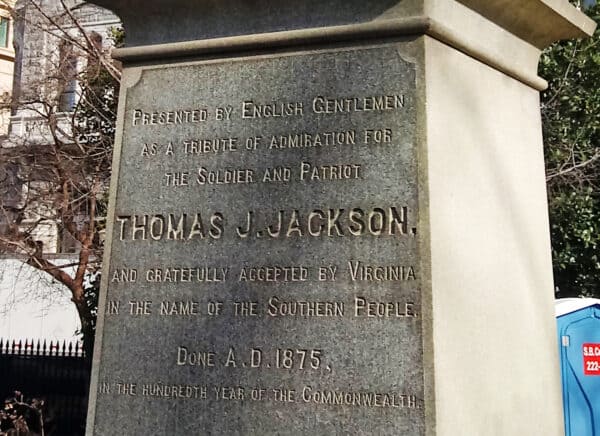 PRESENTED BY ENGLISH GENTLEMEN
AS A TRIBUTE OF ADMIRATION FOR
THE SOLDIER AND PATRIOT
THOMAS J. JACKSON,
AND GRATEFULLY ACCEPTED BY VIRGINIA
IN THE NAME OF THE SOUTHERN PEOPLE.
DONE A.D. 1875,
IN THE HUNDREDTH YEAR OF THE COMMONWEALTH.
222-